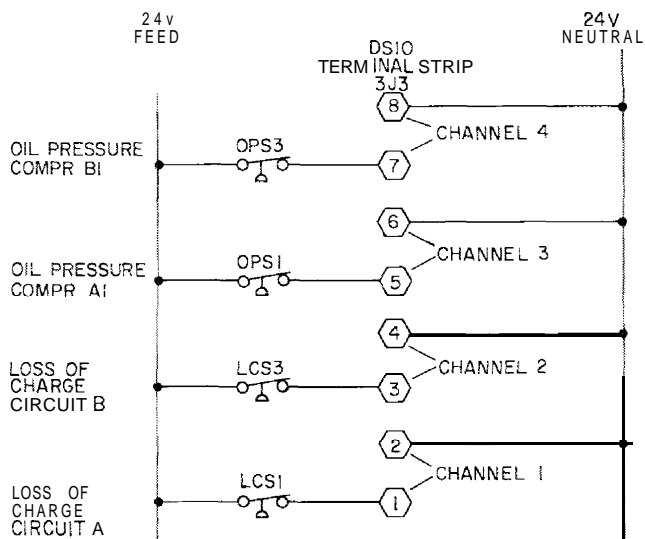 24v
FEED
24V
NEUTRAL
DSIO
TERMINAL STRIP
3J3
8
CHANNEL 4
OIL PRESSURE
COMPR B1
OPS3
7
6
CHANNEL 3
OIL PRESSURE
COMPR A1
OPS1
5
4
CHANNEL 2
LOSS OF
CHARGE
CIRCUIT B
LCS3
3
2
CHANNEL 1
LOSS OF
CHARGE
CIRCUIT A
LCS1
1